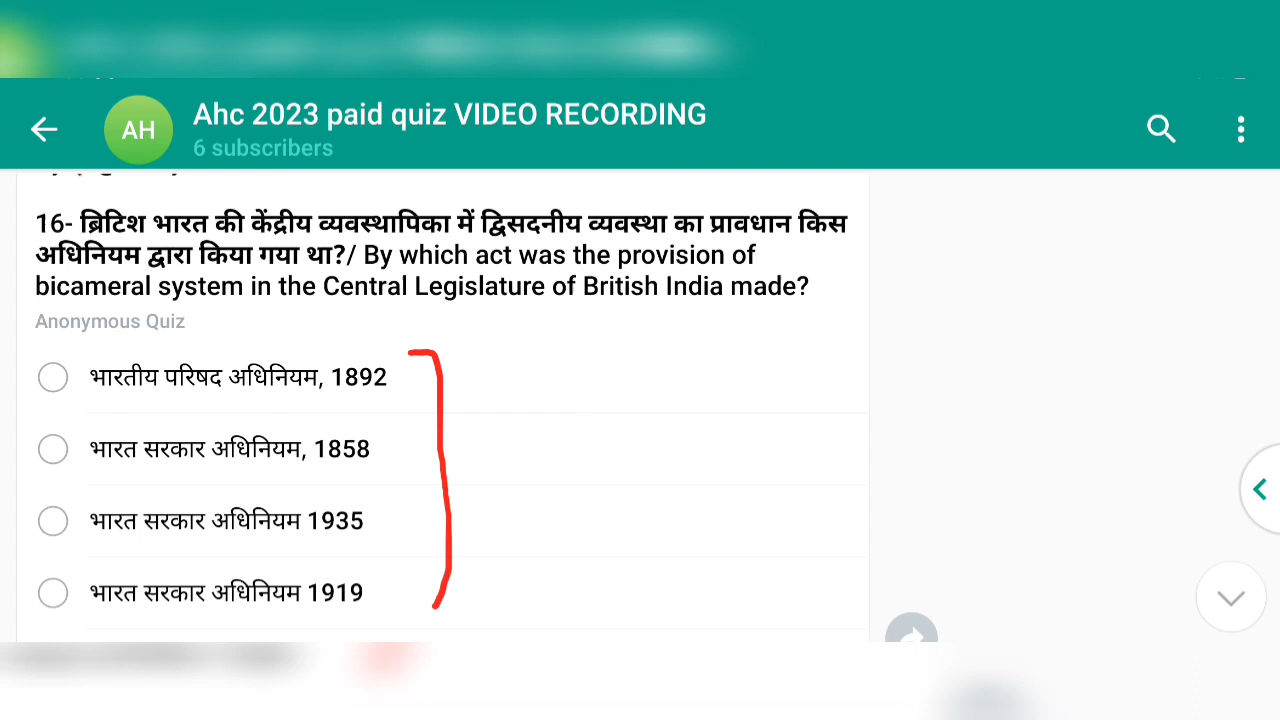 AH
Ahc 2023 paid quiz VIDEO RECORDING
6 subscribers
16- ब्रिटिश भारत की केंद्रीय व्यवस्थापिका में द्विसदनीय व्यवस्था का प्रावधान किस
अधिनियम द्वारा किया गया था?/ By which act was the provision of
bicameral system in the Central Legislature of British India made?
Anonymous Quiz
भारतीय परिषद अधिनियम, 1892
भारत सरकार अधिनियम, 1858
भारत सरकार अधिनियम 1935
भारत सरकार अधिनियम 1919